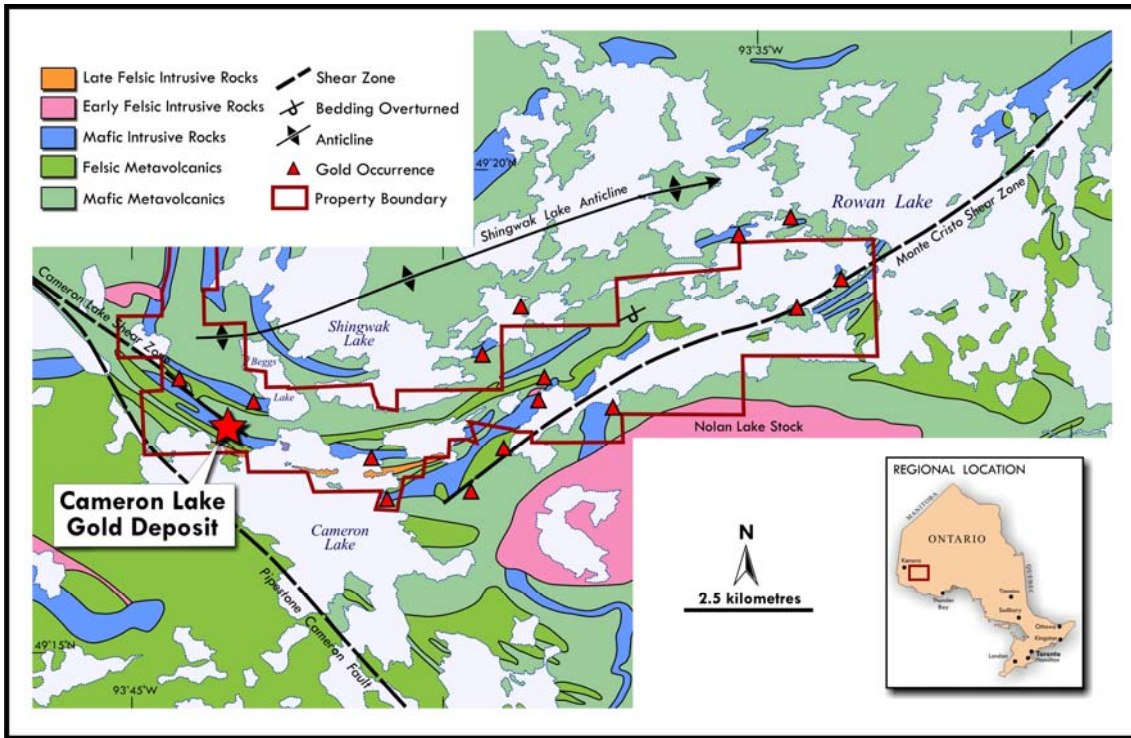 Late Felsic Intrusive Rocks
Early Felsic Intrusive Rocks
Mafic Intrusive Rocks
Felsic Metavolcanics
Mafic Metavolcanics
Shear Zone
Bedding Overturned
Anticline
Gold Occurrence
Property Boundary
93°35'W
49°20'N
Shingwak Lake Anticline
Rowan Lake
Monte Cristo Shear Zone
Cameron Lake Shear Zone
Shingwak
Lake
Beggs
Lake
Nolan Lake Stock
Cameron Lake
Gold Deposit
Cameron
Lake
Pipestone Cameron Fault
N
2.5 kilometres
49°15'N
93°45'W
REGIONAL LOCATION
MANITOBA
ONTARIO
QUEBEC
Kenora
Thunder
Bay
Timmins
Sudbury
Ottawa
Kingston
Toronto
Hamilton
London